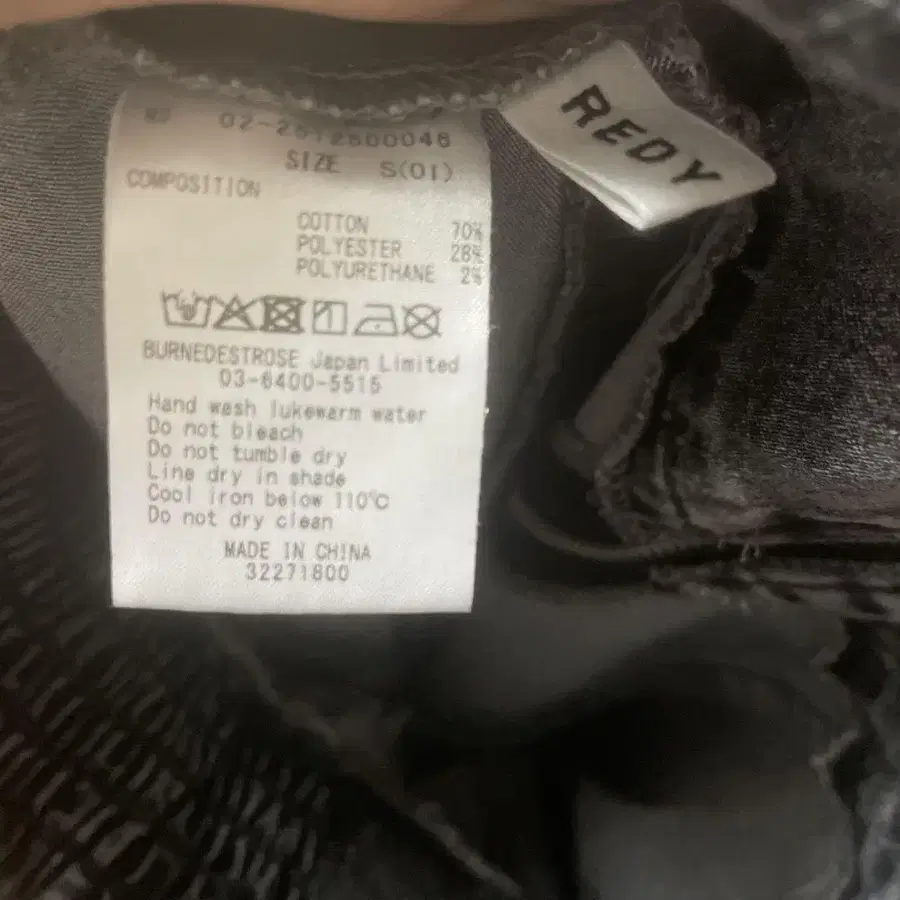 SIZE S(01)
COMPOSITION
COTTON 70%
POLYESTER 28%
POLYURETHANE 2%
BURNEDESTROSE Japan Limited
03-6400-5515
Hand wash lukewarm water
Do not bleach
Do not tumble dry
Line dry in shade
Cool iron below 110℃
Do not dry clean
MADE IN CHINA
32271800
REDY